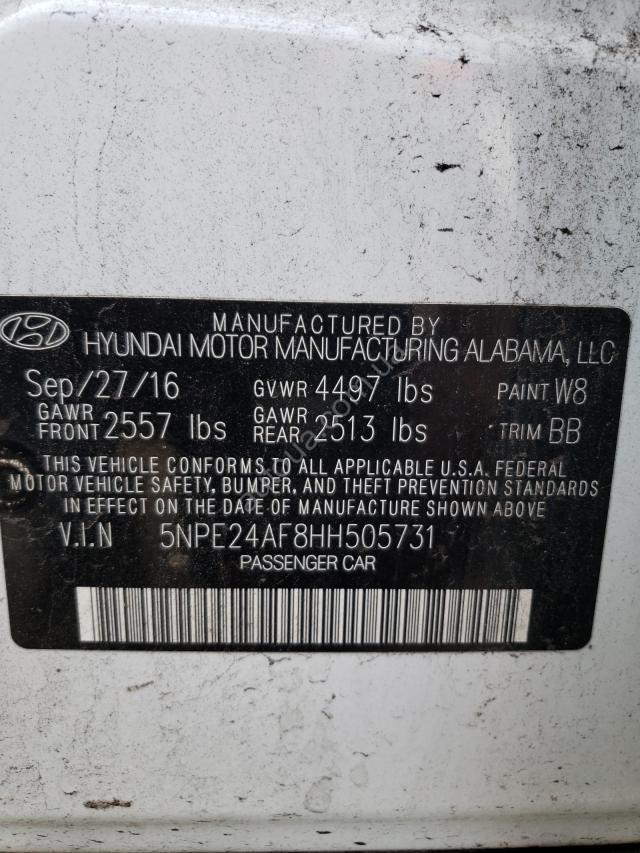 MANUFACTURED BY
HYUNDAI MOTOR MANUFACTURING ALABAMA, LLC
Sep/27/16 GVWR 4497 lbs PAINT W8
GAWR FRONT 2557 lbs GAWR REAR 2513 lbs TRIM BB
THIS VEHICLE CONFORMS TO ALL APPLICABLE U.S.A. FEDERAL
MOTOR VEHICLE SAFETY, BUMPER, AND THEFT PREVENTION STANDARDS
IN EFFECT ON THE DATE OF MANUFACTURE SHOWN ABOVE.
V.I.N 5NPE24AF8HH505731
PASSENGER CAR